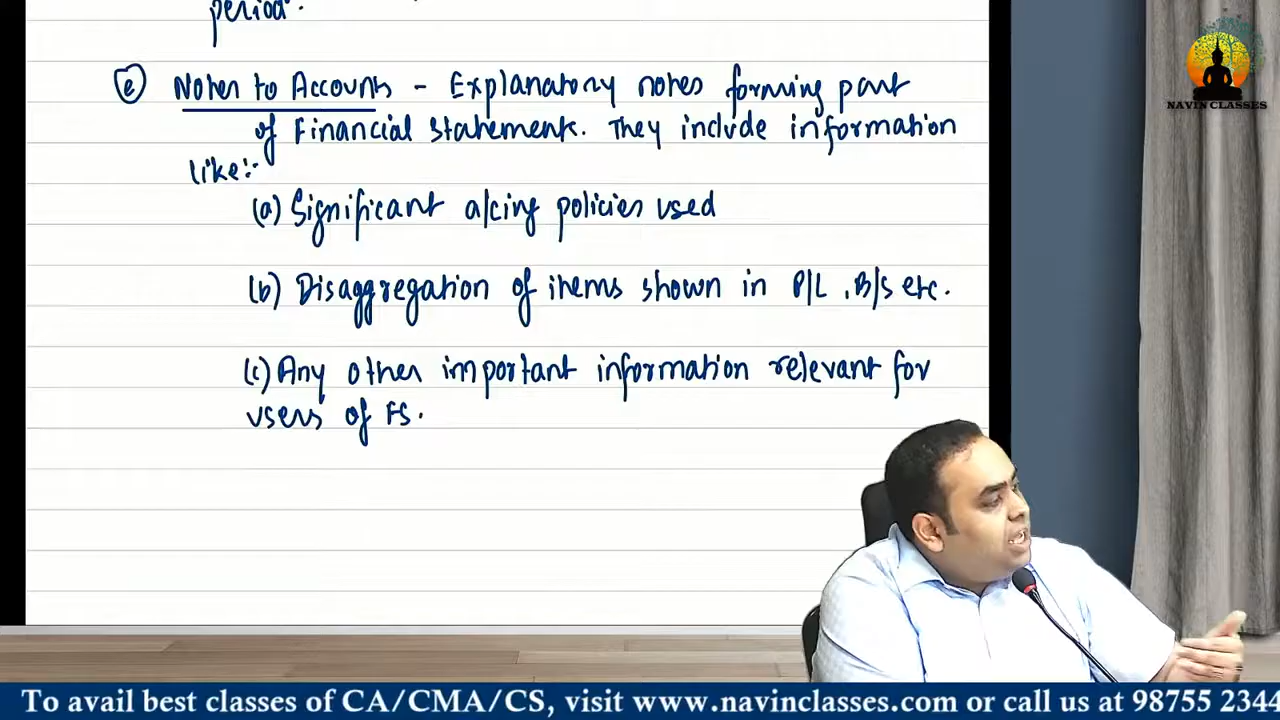 period.
(e) Notes to Accounts - Explanatory notes forming part
NAVIN CLASSES
of Financial Statements. They include information
like:-
(a) Significant a/cing policies used
(b) Disaggregation of items shown in P/L, B/S etc.
(c) Any other important information relevant for
users of FS.
To avail best classes of CA/CMA/CS, visit www.navinclasses.com or call us at 98755 2344